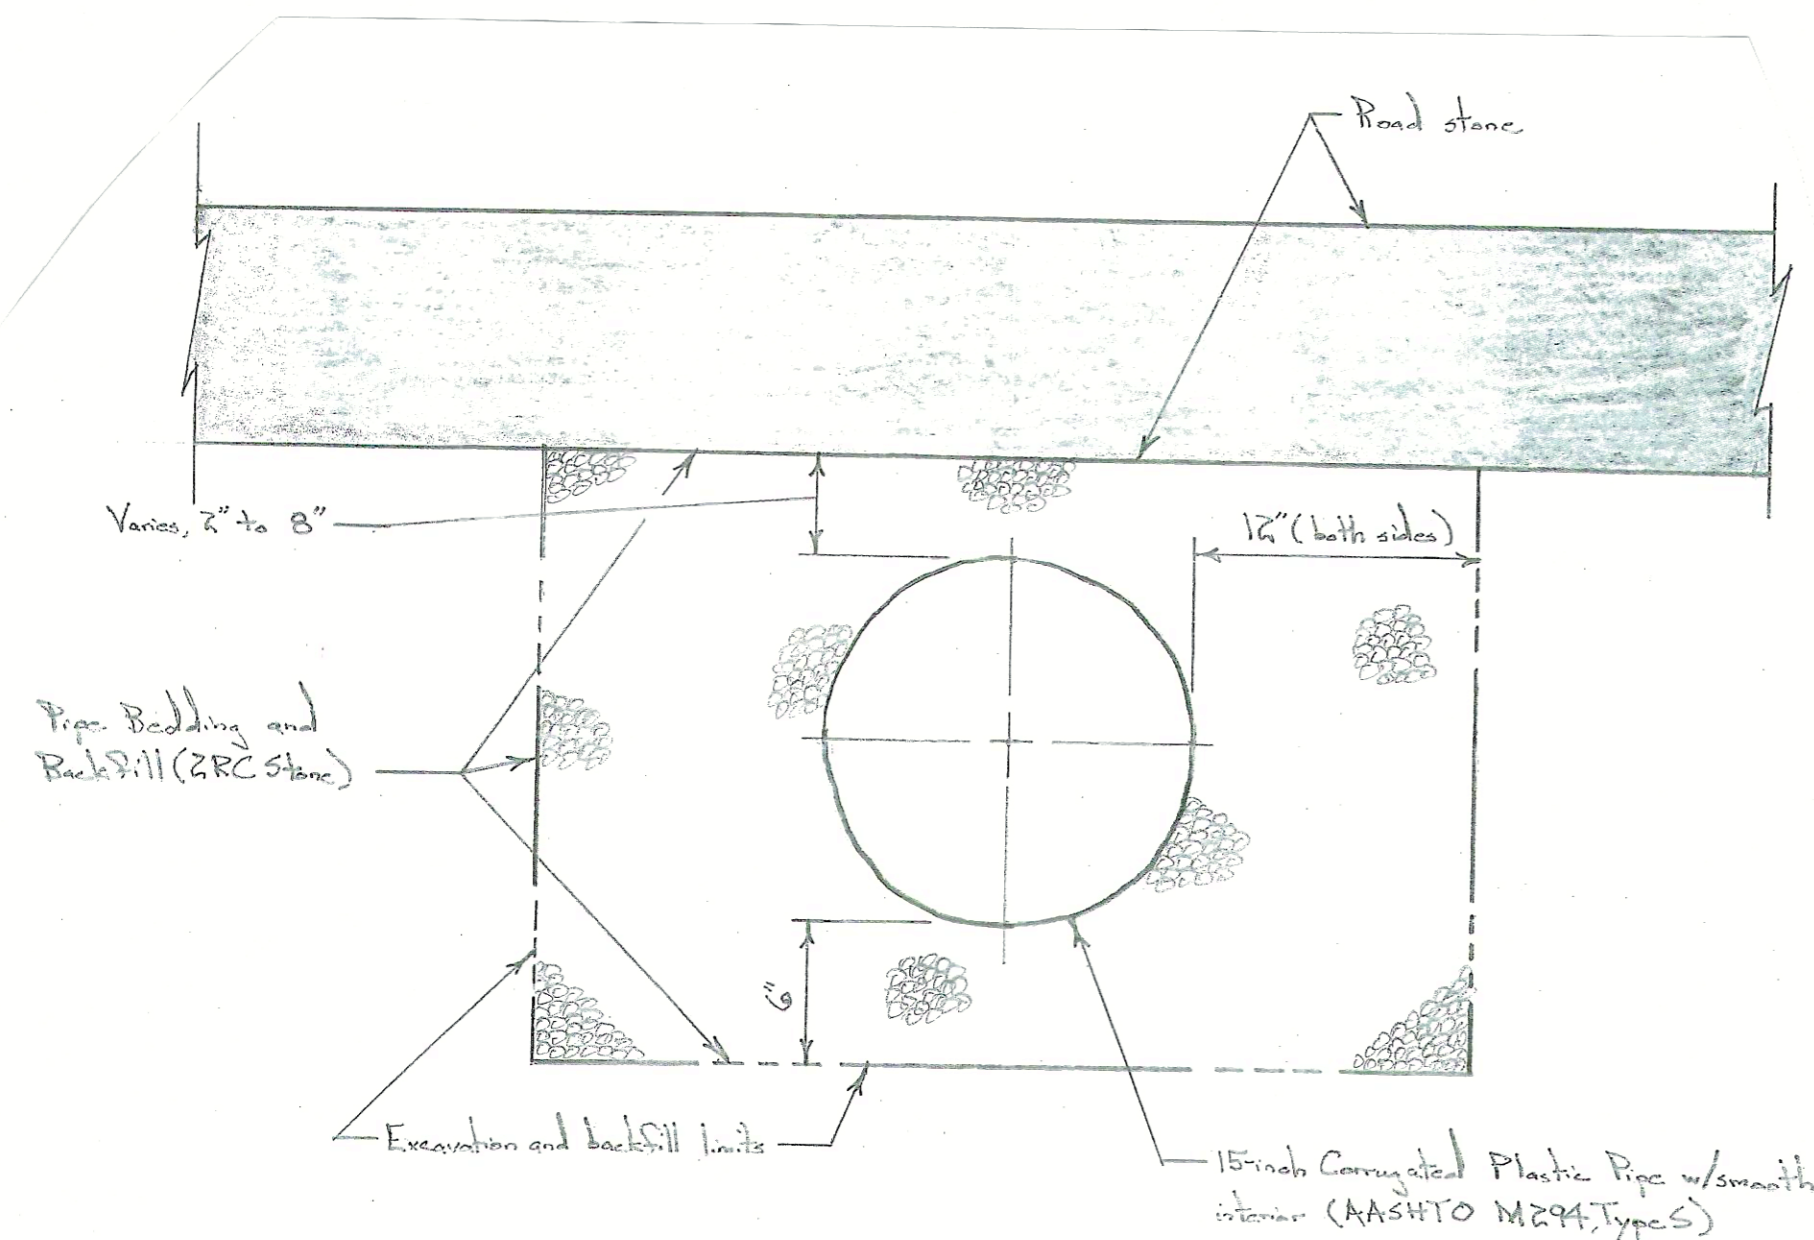 Road stone
Varies, 2" to 8"
12" (both sides)
Pipe Bedding and
Backfill (2RC Stone)
6"
Excavation and backfill limits
15-inch Corrugated Plastic Pipe w/smooth
interior (AASHTO M294, Type S)